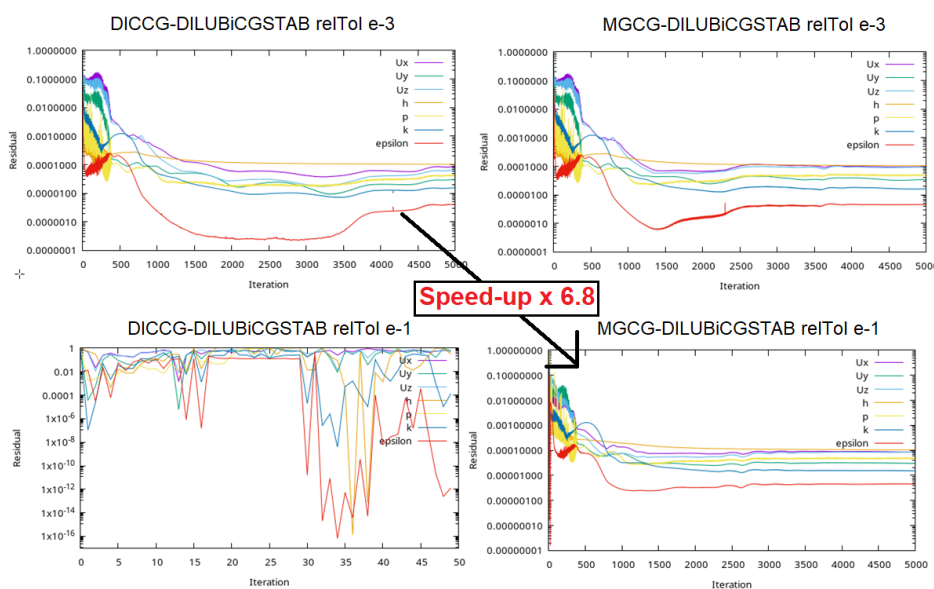 DICCG-DILUBiCGSTAB relTol e-3
1.0000000
0.1000000
0.0100000
0.0010000
0.0001000
0.0000100
0.0000010
0.0000001
Residual
Ux
Uy
Uz
h
p
k
epsilon
0 500 1000 1500 2000 2500 3000 3500 4000 4500 5000
Iteration
MGCG-DILUBiCGSTAB relTol e-3
1.0000000
0.1000000
0.0100000
0.0010000
0.0001000
0.0000100
0.0000010
0.0000001
Residual
Ux
Uy
Uz
h
p
k
epsilon
0 500 1000 1500 2000 2500 3000 3500 4000 4500 5000
Iteration
Speed-up x 6.8
DICCG-DILUBiCGSTAB relTol e-1
1
0.01
0.0001
1x10-6
1x10-8
1x10-10
1x10-12
1x10-14
1x10-16
Residual
Ux
Uy
Uz
h
p
k
epsilon
0 5 10 15 20 25 30 35 40 45 50
Iteration
MGCG-DILUBiCGSTAB relTol e-1
1.00000000
0.10000000
0.01000000
0.00100000
0.00010000
0.00001000
0.00000100
0.00000010
0.00000001
Residual
Ux
Uy
Uz
h
p
k
epsilon
0 500 1000 1500 2000 2500 3000 3500 4000 4500 5000
Iteration